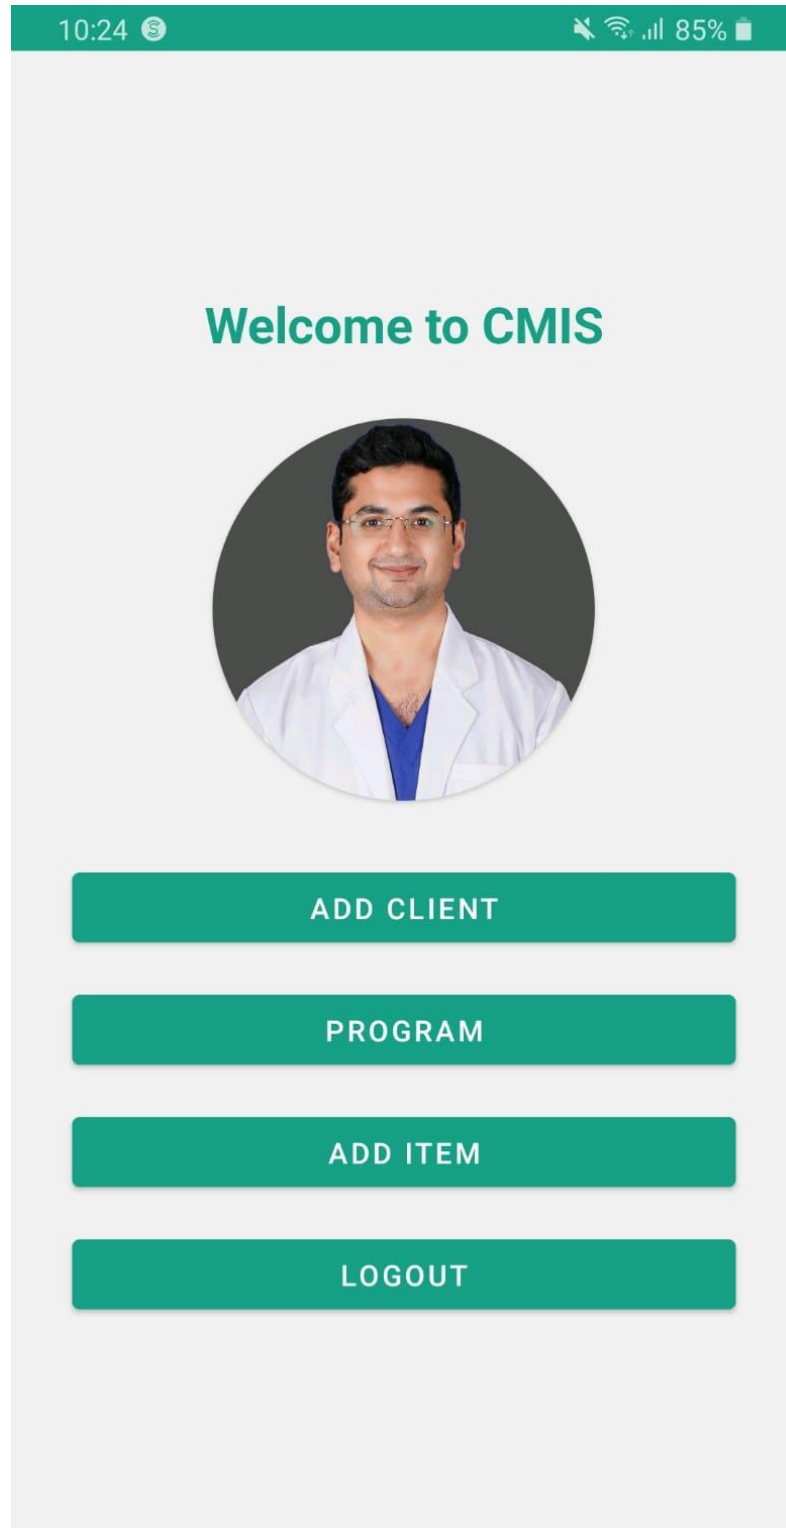 10:24 S 85%
Welcome to CMIS
ADD CLIENT
PROGRAM
ADD ITEM
LOGOUT